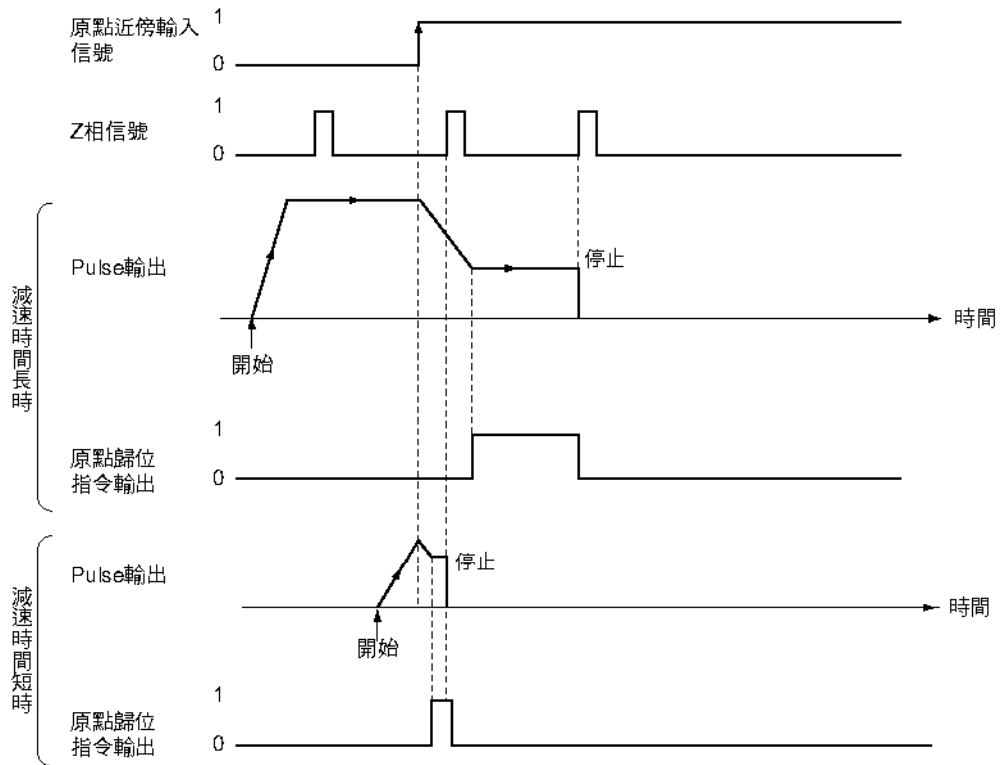 原點近傍輸入
信號
1
0
Z相信號
1
0
減速時間長時
Pulse輸出
停止
時間
開始
原點歸位
指令輸出
1
0
減速時間短時
Pulse輸出
停止
時間
開始
原點歸位
指令輸出
1
0